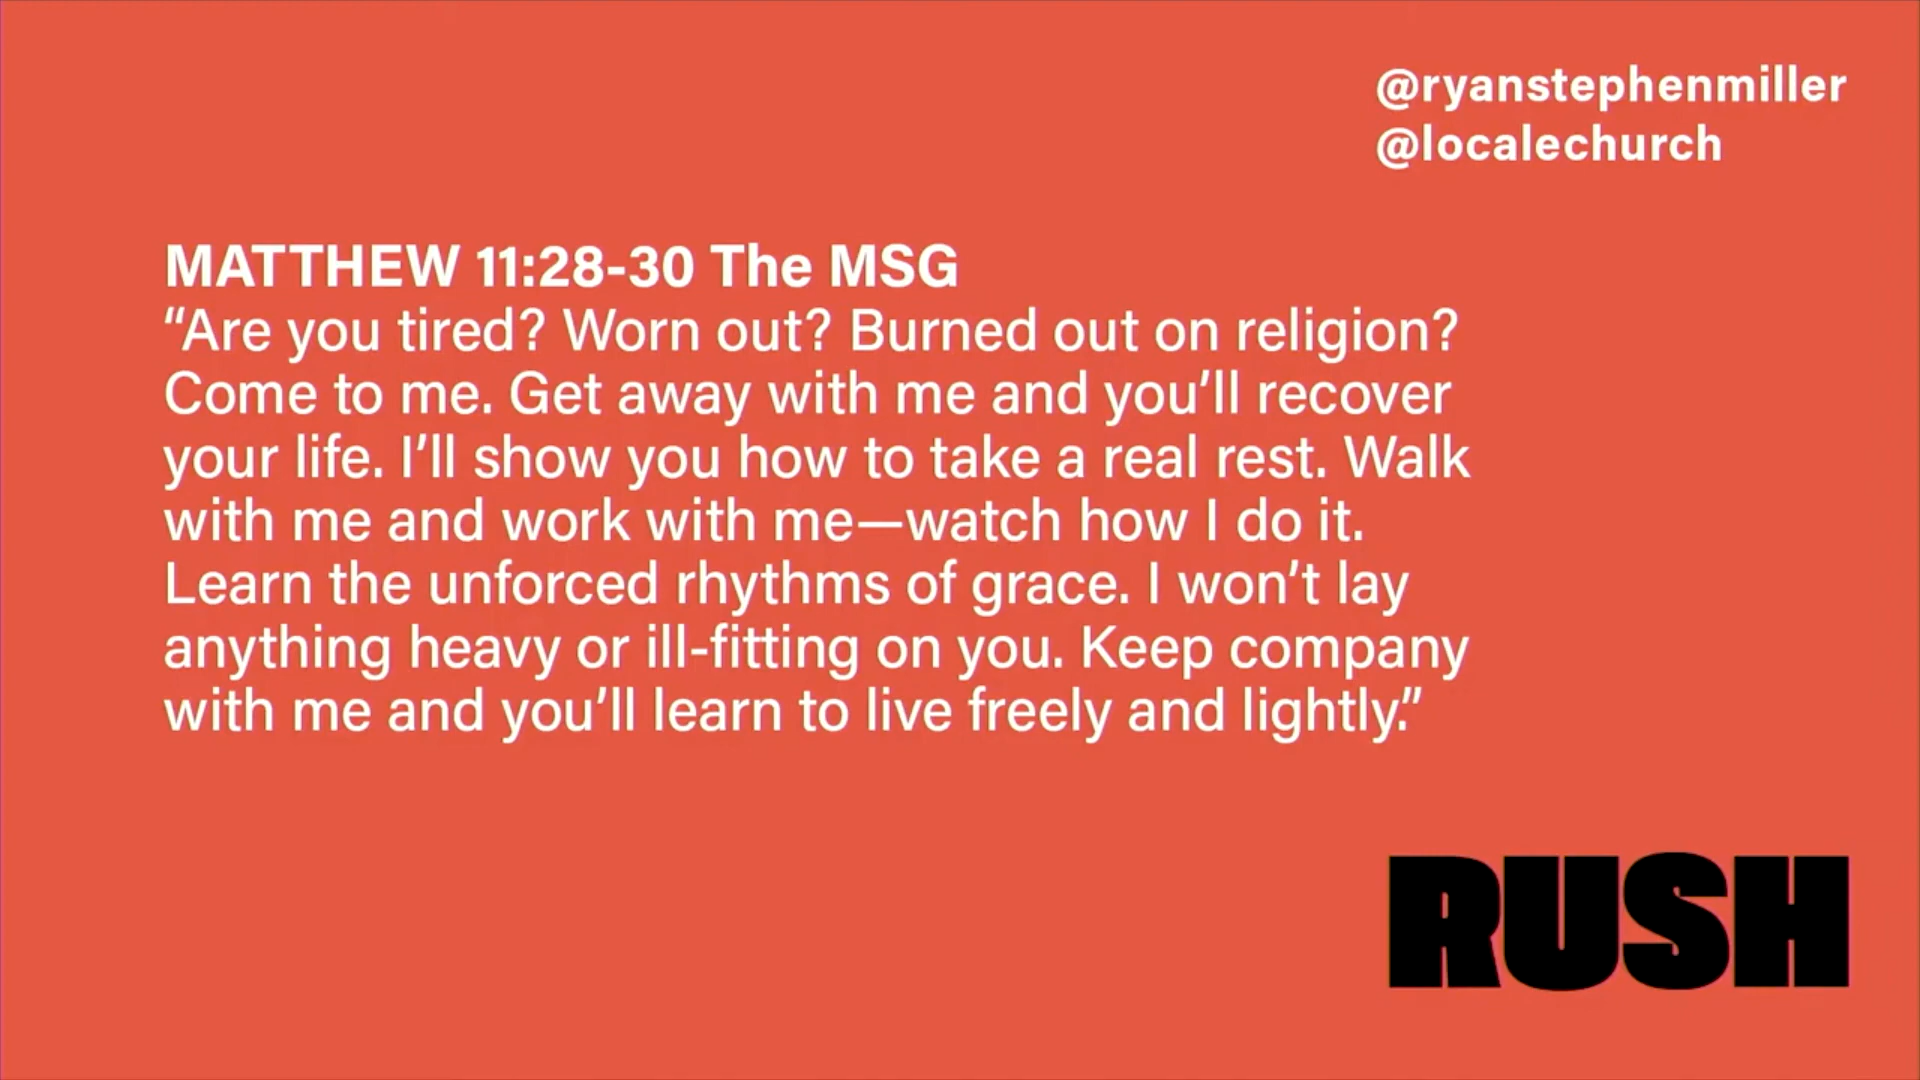 @ryanstephenmiller
@localechurch
MATTHEW 11:28-30 The MSG
“Are you tired? Worn out? Burned out on religion?
Come to me. Get away with me and you’ll recover
your life. I’ll show you how to take a real rest. Walk
with me and work with me—watch how I do it.
Learn the unforced rhythms of grace. I won’t lay
anything heavy or ill-fitting on you. Keep company
with me and you’ll learn to live freely and lightly.”
RUSH